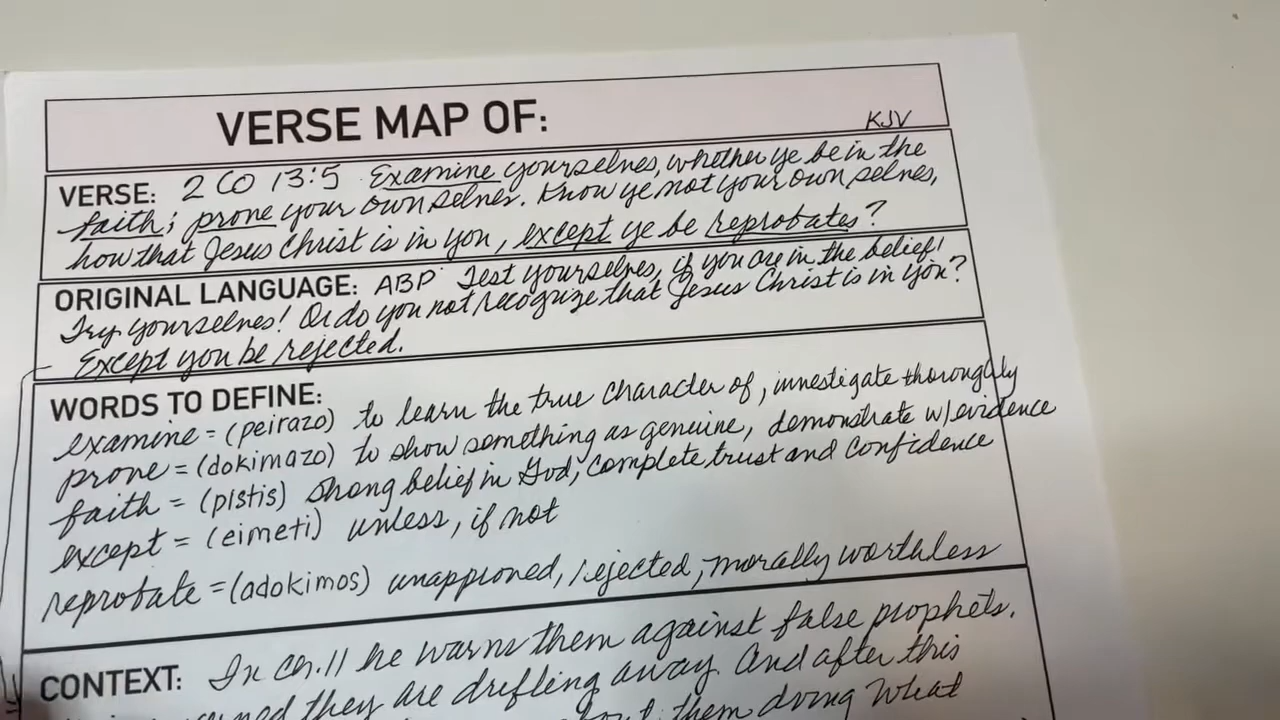 VERSE MAP OF:
KJV
VERSE: 2 CO 13:5 Examine yourselves, whether ye be in the
faith; prove your own selves. Know ye not your own selves,
how that Jesus Christ is in you, except ye be reprobates?
ORIGINAL LANGUAGE: ABP Test yourselves, if you are in the belief!
Try yourselves! Or do you not recognize that Jesus Christ is in you?
Except you be rejected.
WORDS TO DEFINE:
examine = (peirazo) to learn the true character of, investigate thoroughly
prove = (dokimazo) to show something as genuine, demonstrate w/evidence
faith = (pistis) strong belief in God; complete trust and confidence
except = (eimeti) unless, if not
reprobate = (adokimos) unapproved, rejected, morally worthless
CONTEXT: In ch. 11 he warns them against false prophets.
they are drifting away. And after this
them doing what